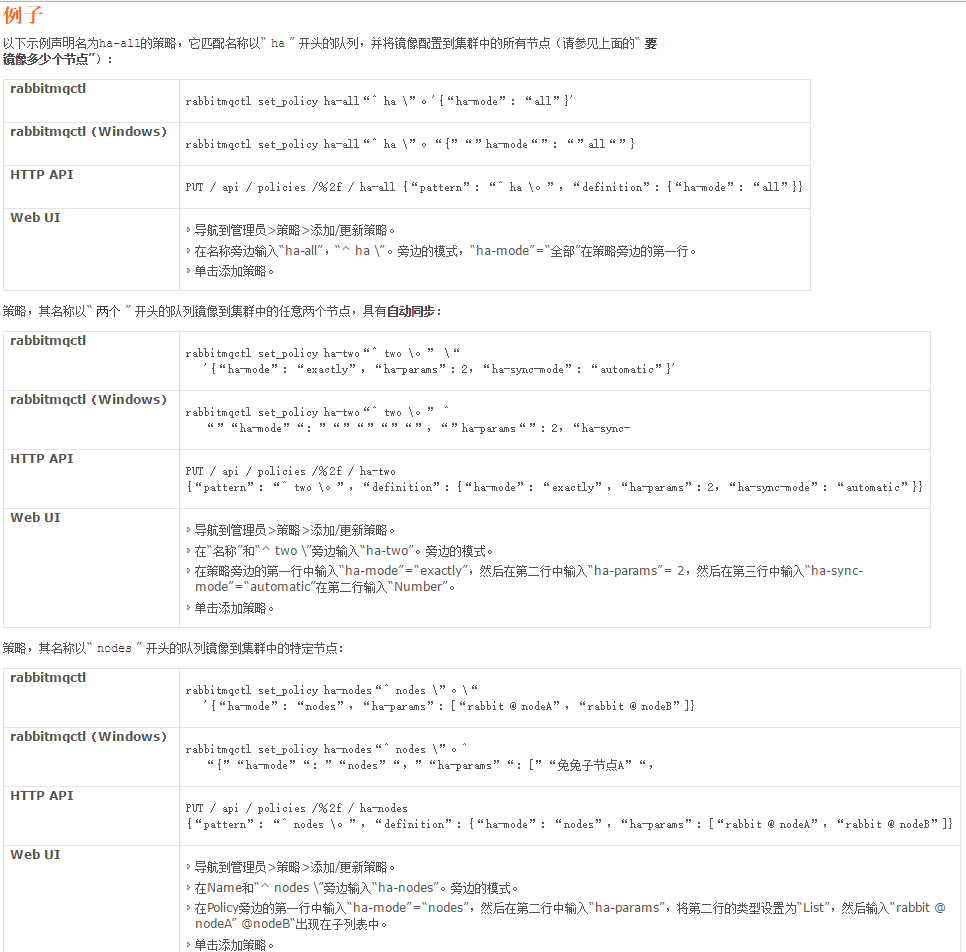 例子
以下示例声明名为ha-all的策略，它匹配名称以“ ha ”开头的队列，并将镜像配置到集群中的所有节点（请参见上面的“ 要
镜像多少个节点”）：
rabbitmqctl
rabbitmqctl set_policy ha-all“^ ha \”。'{“ha-mode”：“all”}'
rabbitmqctl（Windows）
rabbitmqctl set_policy ha-all“^ ha \”。“{”“”ha-mode“”：“”all“”}
HTTP API
PUT / api / policies /%2f / ha-all {“pattern”：“^ ha \。”，“definition”：{“ha-mode”：“all”}}
Web UI
› 导航到管理员>策略>添加/更新策略。
› 在名称旁边输入“ha-all”，“^ ha \”。旁边的模式，“ha-mode”=“全部”在策略旁边的第一行。
› 单击添加策略。
策略，其名称以“ 两个 ”开头的队列镜像到集群中的任意两个节点，具有自动同步：
rabbitmqctl
rabbitmqctl set_policy ha-two“^ two \。” \“
'{“ha-mode”：“exactly”，“ha-params”：2，“ha-sync-mode”：“automatic”}'
rabbitmqctl（Windows）
rabbitmqctl set_policy ha-two“^ two \。” ^
“”“ha-mode”“：”“”“”“”“”，“”ha-params“”：2，“ha-sync-
HTTP API
PUT / api / policies /%2f / ha-two
{“pattern”：“^ two \。”，“definition”：{“ha-mode”：“exactly”，“ha-params”：2，“ha-sync-mode”：“automatic”}}
Web UI
› 导航到管理员>策略>添加/更新策略。
› 在“名称”和“^ two \”旁边输入“ha-two”。旁边的模式。
› 在策略旁边的第一行中输入“ha-mode”=“exactly”，然后在第二行中输入“ha-params”= 2，然后在第三行中输入“ha-sync-
mode”=“automatic”在第二行输入“Number”。
› 单击添加策略。
策略，其名称以“ nodes ”开头的队列镜像到集群中的特定节点：
rabbitmqctl
rabbitmqctl set_policy ha-nodes“^ nodes \”。\“
'{“ha-mode”：“nodes”，“ha-params”：[“rabbit @ nodeA”，“rabbit @ nodeB”]}
rabbitmqctl（Windows）
rabbitmqctl set_policy ha-nodes“^ nodes \”。^
“{”“ha-mode”“：”“nodes”“，”“ha-params”“：[”“兔兔子节点A”“，
HTTP API
PUT / api / policies /%2f / ha-nodes
{“pattern”：“^ nodes \。”，“definition”：{“ha-mode”：“nodes”，“ha-params”：[“rabbit @ nodeA”，“rabbit @ nodeB”]}
Web UI
› 导航到管理员>策略>添加/更新策略。
› 在Name和“^ nodes \”旁边输入“ha-nodes”。旁边的模式。
› 在Policy旁边的第一行中输入“ha-mode”=“nodes”，然后在第二行中输入“ha-params”，将第二行的类型设置为“List”，然后输入“rabbit @
nodeA” @nodeB“出现在子列表中。
› 单击添加策略。